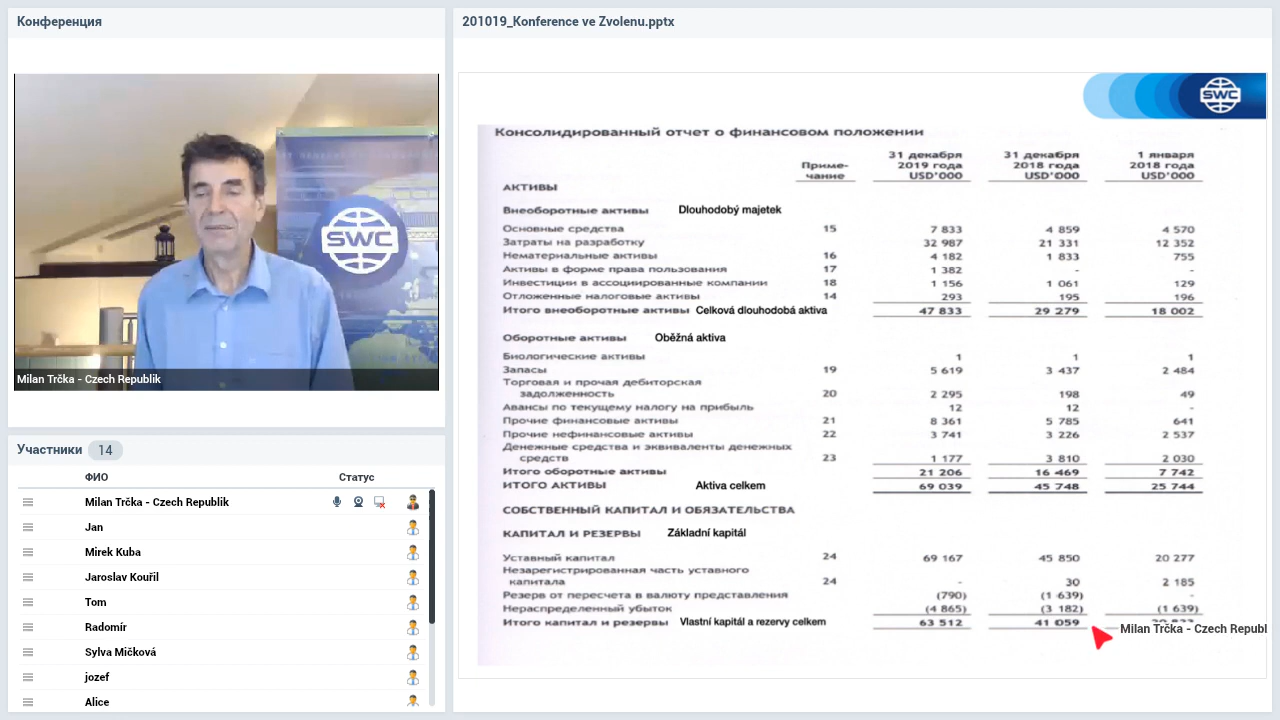 Конференция
SWC
Milan Trčka - Czech Republik
Участники 14
ФИО Статус
Milan Trčka - Czech Republik
Jan
Mirek Kuba
Jaroslav Kouřil
Tom
Radomír
Sylva Mičková
jozef
Alice
201019_Konference ve Zvolenu.pptx
SWC
Консолидированный отчет о финансовом положении
Приме-чание 31 декабря 2019 года USD'000 31 декабря 2018 года USD'000 1 января 2018 года USD'000
АКТИВЫ
Внеоборотные активы Dlouhodobý majetek
Основные средства 15 7 833 4 859 4 570
Затраты на разработку 32 987 21 331 12 352
Нематериальные активы 16 4 182 1 833 755
Активы в форме права пользования 17 1 382 - -
Инвестиции в ассоциированные компании 18 1 156 1 061 129
Отложенные налоговые активы 14 293 195 196
Итого внеоборотные активы Celková dlouhodobá aktiva 47 833 29 279 18 002
Оборотные активы Oběžná aktiva
Биологические активы 1 1 1
Запасы 19 5 619 3 437 2 484
Торговая и прочая дебиторская
задолженность 20 2 295 198 49
Авансы по текущему налогу на прибыль 12 12 -
Прочие финансовые активы 21 8 361 5 785 641
Прочие нефинансовые активы 22 3 741 3 226 2 537
Денежные средства и эквиваленты денежных
средств 23 1 177 3 810 2 030
Итого оборотные активы 21 206 16 469 7 742
ИТОГО АКТИВЫ Aktiva celkem 69 039 45 748 25 744
СОБСТВЕННЫЙ КАПИТАЛ И ОБЯЗАТЕЛЬСТВА
КАПИТАЛ И РЕЗЕРВЫ Základní kapitál
Уставный капитал 24 69 167 45 850 20 277
Незарегистрированная часть уставного
капитала 24 - 30 2 185
Резерв от пересчета в валюту представления (790) (1 639) -
Нераспределенный убыток (4 865) (3 182) (1 639)
Итого капитал и резервы Vlastní kapitál a rezervy celkem 63 512 41 059
Milan Trčka - Czech Republ